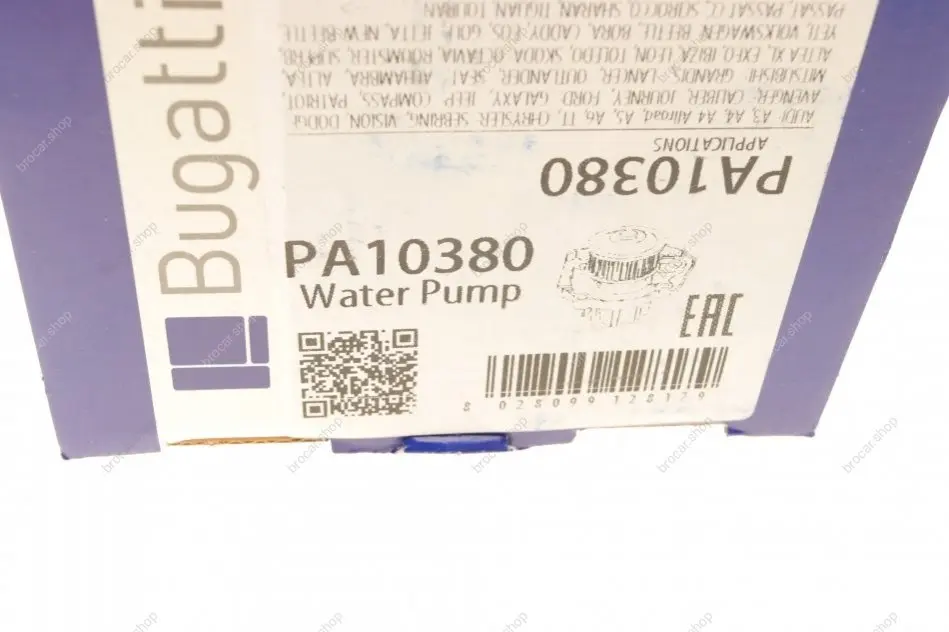 Bugatti
PA10380
Water Pump
EAC
8 028099 128179
PA10380
APPLICATIONS
AUDI: A3, A4, A4 Allroad, A5, A6, TT, CHRYSLER: SEBRING, VISION, DODGE:
AVENGER, CALIBER, JOURNEY, FORD: GALAXY, JEEP: COMPASS, PATRIOT,
MITSUBISHI: GRANDIS, LANCER, OUTLANDER, SEAT: ALHAMBRA, ALTEA,
ALTEA XL, EXEO, IBIZA, LEON, TOLEDO, SKODA: OCTAVIA, ROOMSTER, SUPERB,
YETI, VOLKSWAGEN: BEETLE, BORA, CADDY, EOS, GOLF, JETTA, NEW BEETLE,
PASSAT, PASSAT CC, SCIROCCO, SHARAN, TIGUAN, TOURAN
brocar.shop